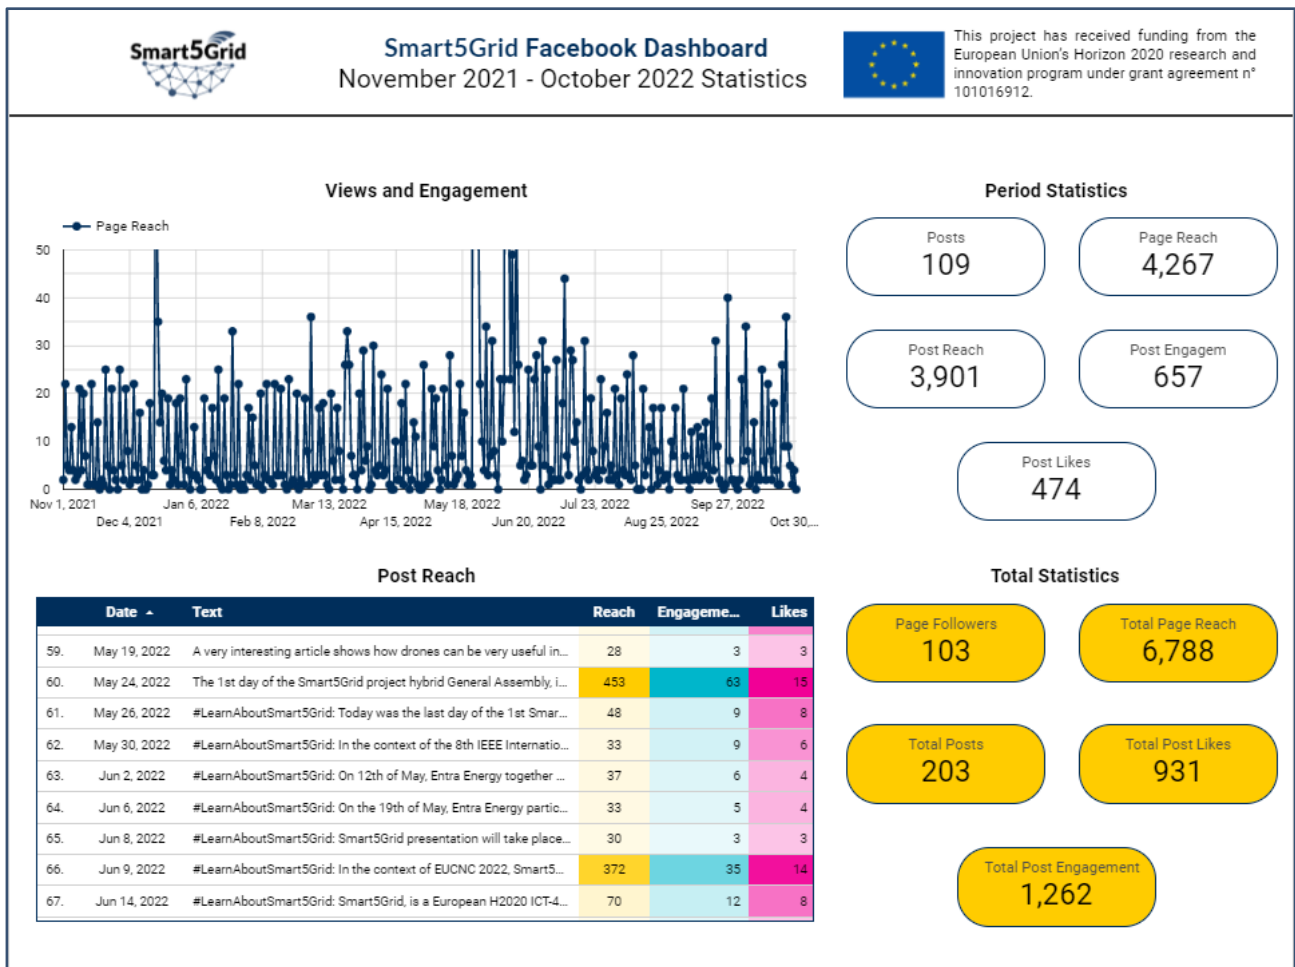 Smart5Grid
Smart5Grid Facebook Dashboard
November 2021 - October 2022 Statistics
This project has received funding from the
European Union's Horizon 2020 research and
innovation program under grant agreement n°
101016912.
Views and Engagement
Page Reach
50
40
30
20
10
0
Nov 1, 2021
Dec 4, 2021
Jan 6, 2022
Feb 8, 2022
Mar 13, 2022
Apr 15, 2022
May 18, 2022
Jun 20, 2022
Jul 23, 2022
Aug 25, 2022
Sep 27, 2022
Oct 30,...
Period Statistics
Posts
109
Page Reach
4,267
Post Reach
3,901
Post Engagem
657
Post Likes
474
Post Reach
Date Text Reach Engageme... Likes
59. May 19, 2022 A very interesting article shows how drones can be very useful in... 28 3 3
60. May 24, 2022 The 1st day of the Smart5Grid project hybrid General Assembly, i... 453 63 15
61. May 26, 2022 #LearnAboutSmart5Grid: Today was the last day of the 1st Smar... 48 9 8
62. May 30, 2022 #LearnAboutSmart5Grid: In the context of the 8th IEEE Internatio... 33 9 6
63. Jun 2, 2022 #LearnAboutSmart5Grid: On 12th of May, Entra Energy together ... 37 6 4
64. Jun 6, 2022 #LearnAboutSmart5Grid: On the 19th of May, Entra Energy partic... 33 5 4
65. Jun 8, 2022 #LearnAboutSmart5Grid: Smart5Grid presentation will take place... 30 3 3
66. Jun 9, 2022 #LearnAboutSmart5Grid: In the context of EUCNC 2022, Smart5... 372 35 14
67. Jun 14, 2022 #LearnAboutSmart5Grid: Smart5Grid, is a European H2020 ICT-4... 70 12 8
Total Statistics
Page Followers
103
Total Page Reach
6,788
Total Posts
203
Total Post Likes
931
Total Post Engagement
1,262